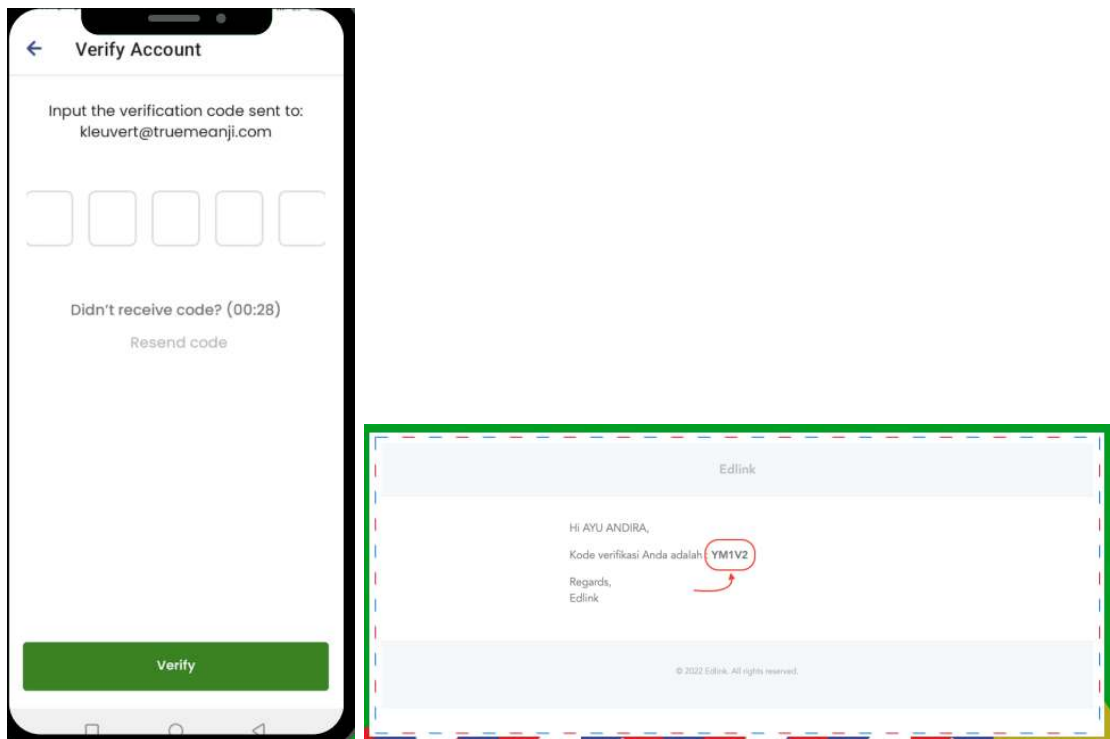 Verify Account
Input the verification code sent to:
kleuvert@truemeanji.com
Didn't receive code? (00:28)
Resend code
Verify
Edlink
Hi AYU ANDIRA,
Kode verifikasi Anda adalah : YM1V2
Regards,
Edlink
© 2022 Edlink. All rights reserved.